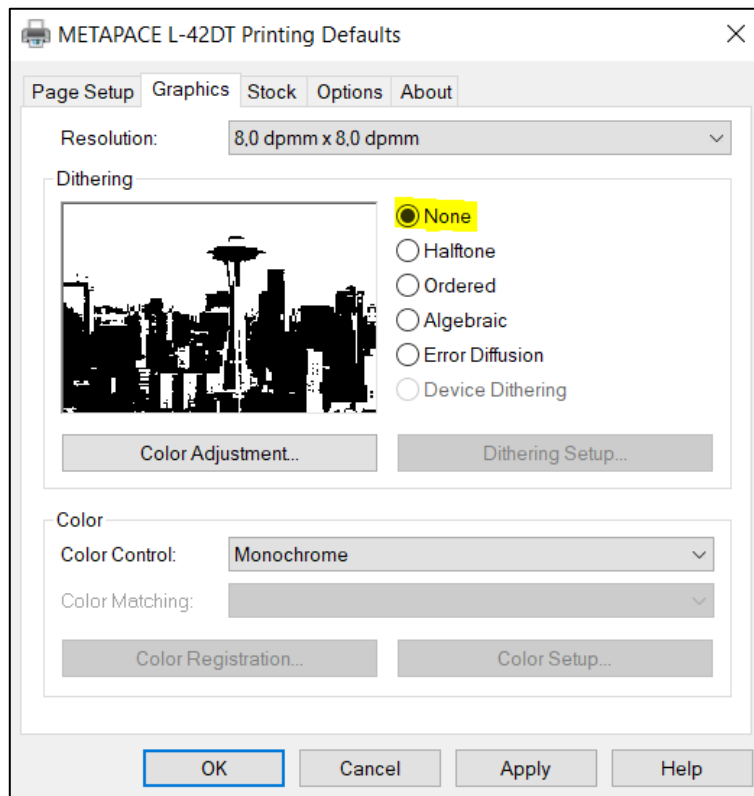 METAPACE L-42DT Printing Defaults
Page Setup Graphics Stock Options About
Resolution: 8.0 dpmm x 8.0 dpmm
Dithering
None
Halftone
Ordered
Algebraic
Error Diffusion
Device Dithering
Color Adjustment... Dithering Setup...
Color
Color Control: Monochrome
Color Matching:
Color Registration... Color Setup...
OK Cancel Apply Help